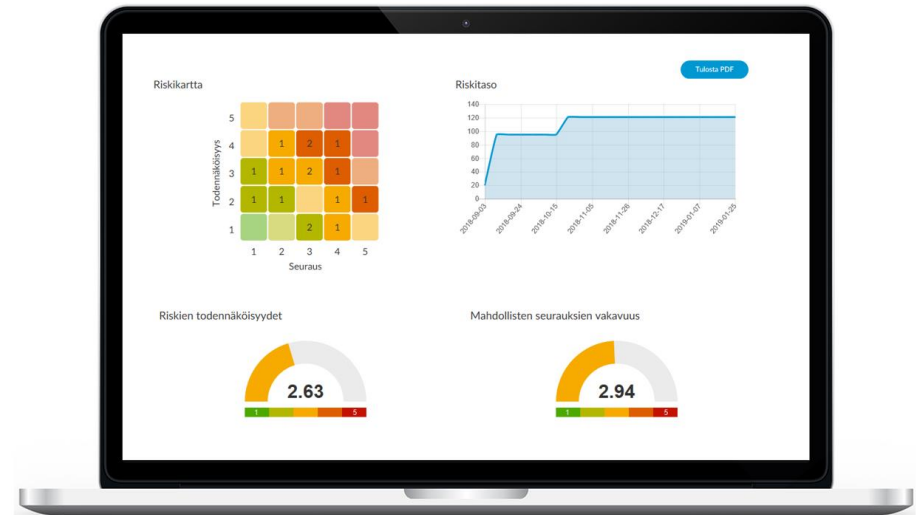 Tulosta PDF
Riskikartta
Todennäköisyys
5
4 1 2 1
3 1 1 2 1
2 1 1 1 1
1 2 1
1 2 3 4 5
Seuraus
Riskitaso
140
120
100
80
60
40
20
0
2018-09-03 2018-09-24 2018-10-15 2018-11-05 2018-11-26 2018-12-17 2019-01-07 2019-01-25
Riskien todennäköisyydet
2.63
1 5
Mahdollisten seurauksien vakavuus
2.94
1 5